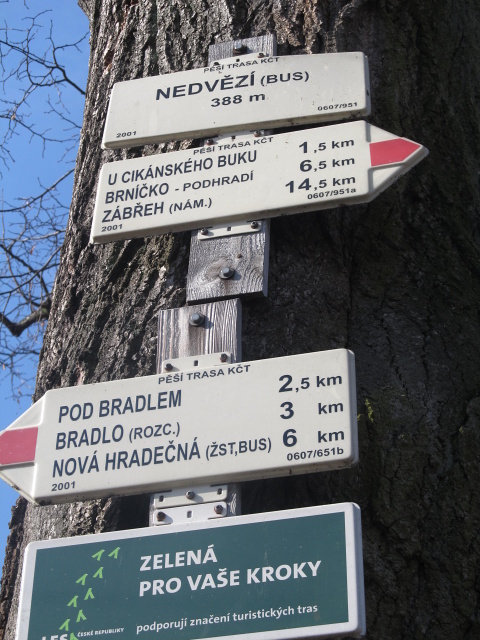 PĚŠÍ TRASA KČT
NEDVĚZÍ (BUS)
388 m
2001 0607/951
PĚŠÍ TRASA KČT
U CIKÁNSKÉHO BUKU 1,5 km
BRNÍČKO - PODHRADÍ 6,5 km
ZÁBŘEH (NÁM.) 14,5 km
2001 0607/951a
PĚŠÍ TRASA KČT
POD BRADLEM 2,5 km
BRADLO (ROZC.) 3 km
NOVÁ HRADEČNÁ (ŽST,BUS) 6 km
2001 0607/651b
ZELENÁ
PRO VAŠE KROKY
LES ČESKÉ REPUBLIKY podporují značení turistických tras